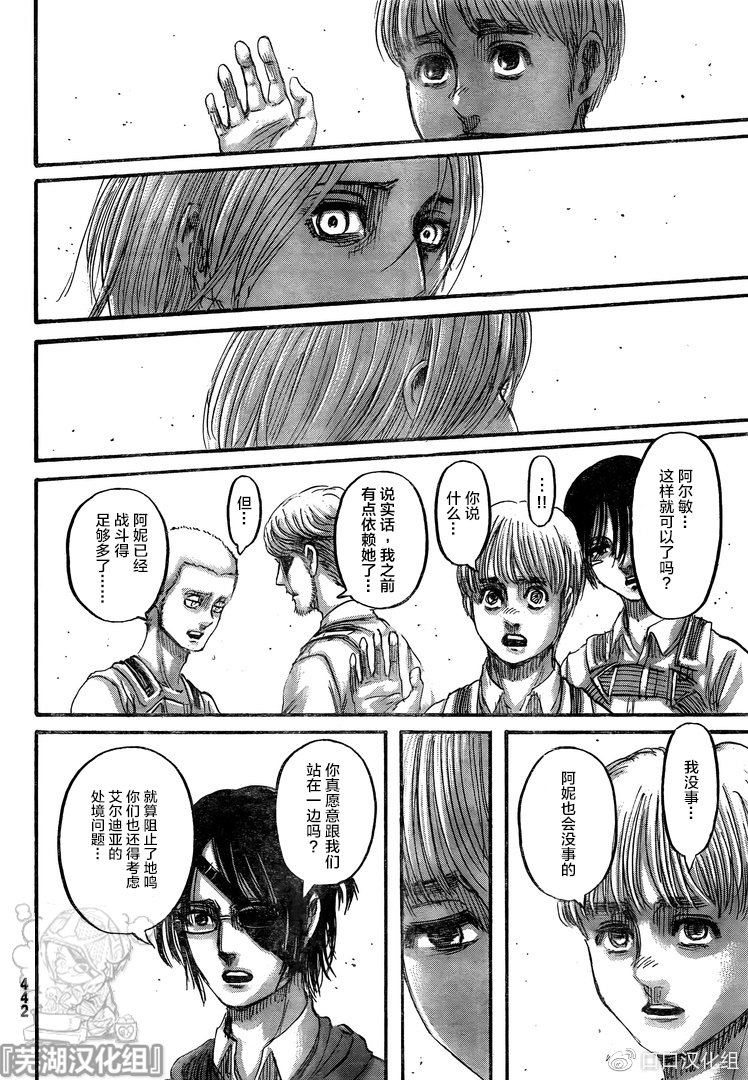 阿尔敏…
这样就可以了吗？
…!!
你说
什么…
说实话，我之前
有点依赖她了…
但…
阿妮已经
战斗得
足够多了……
我没事…
阿妮也会没事的
你真愿意跟我们
站在一边吗？
就算阻止了地鸣
你们也还得考虑
艾尔迪亚的
处境问题…
442
『芜湖汉化组』
口口汉化组